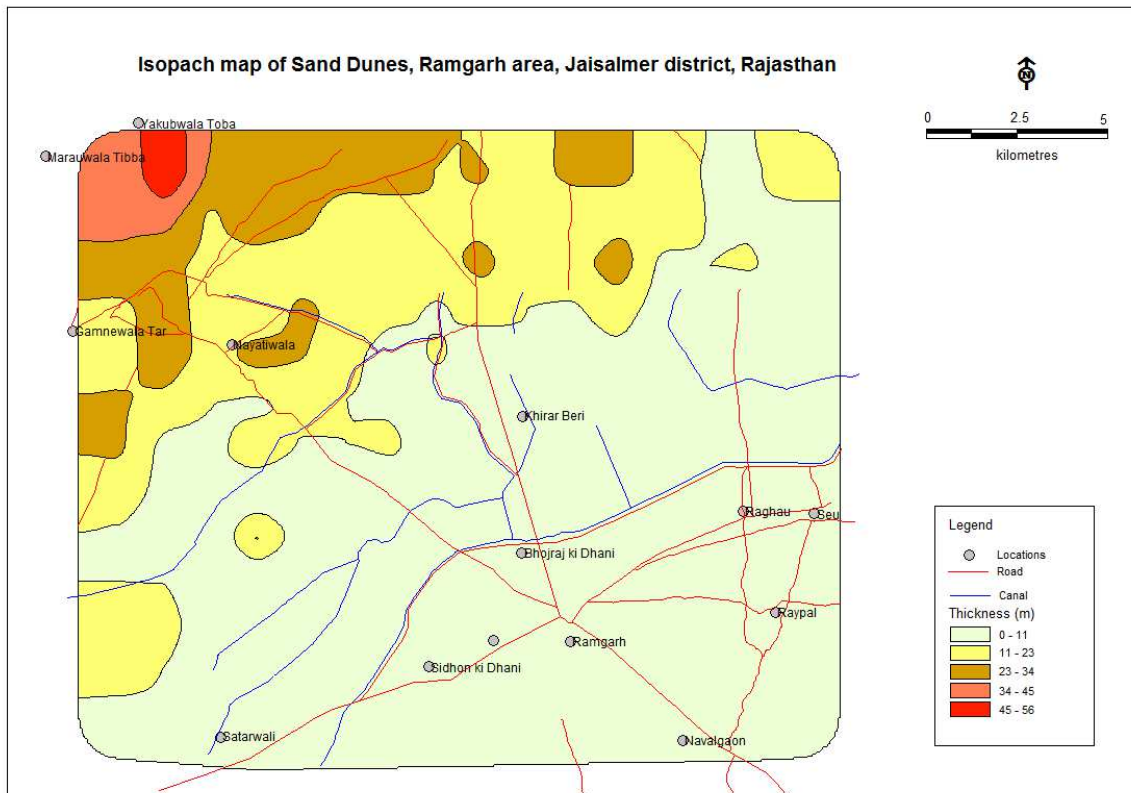 Isopach map of Sand Dunes, Ramgarh area, Jaisalmer district, Rajasthan
N
0 2.5 5
kilometres
Yakubwala Toba
Marauwala Tibba
Gamnewala Tar
Nayatiwala
Khirar Beri
Raghau
Seu
Bhojraj ki Dhani
Raypal
Ramgarh
Sidhon ki Dhani
Satarwali
Navalgaon
Legend
Locations
Road
Canal
Thickness (m)
0 - 11
11 - 23
23 - 34
34 - 45
45 - 56